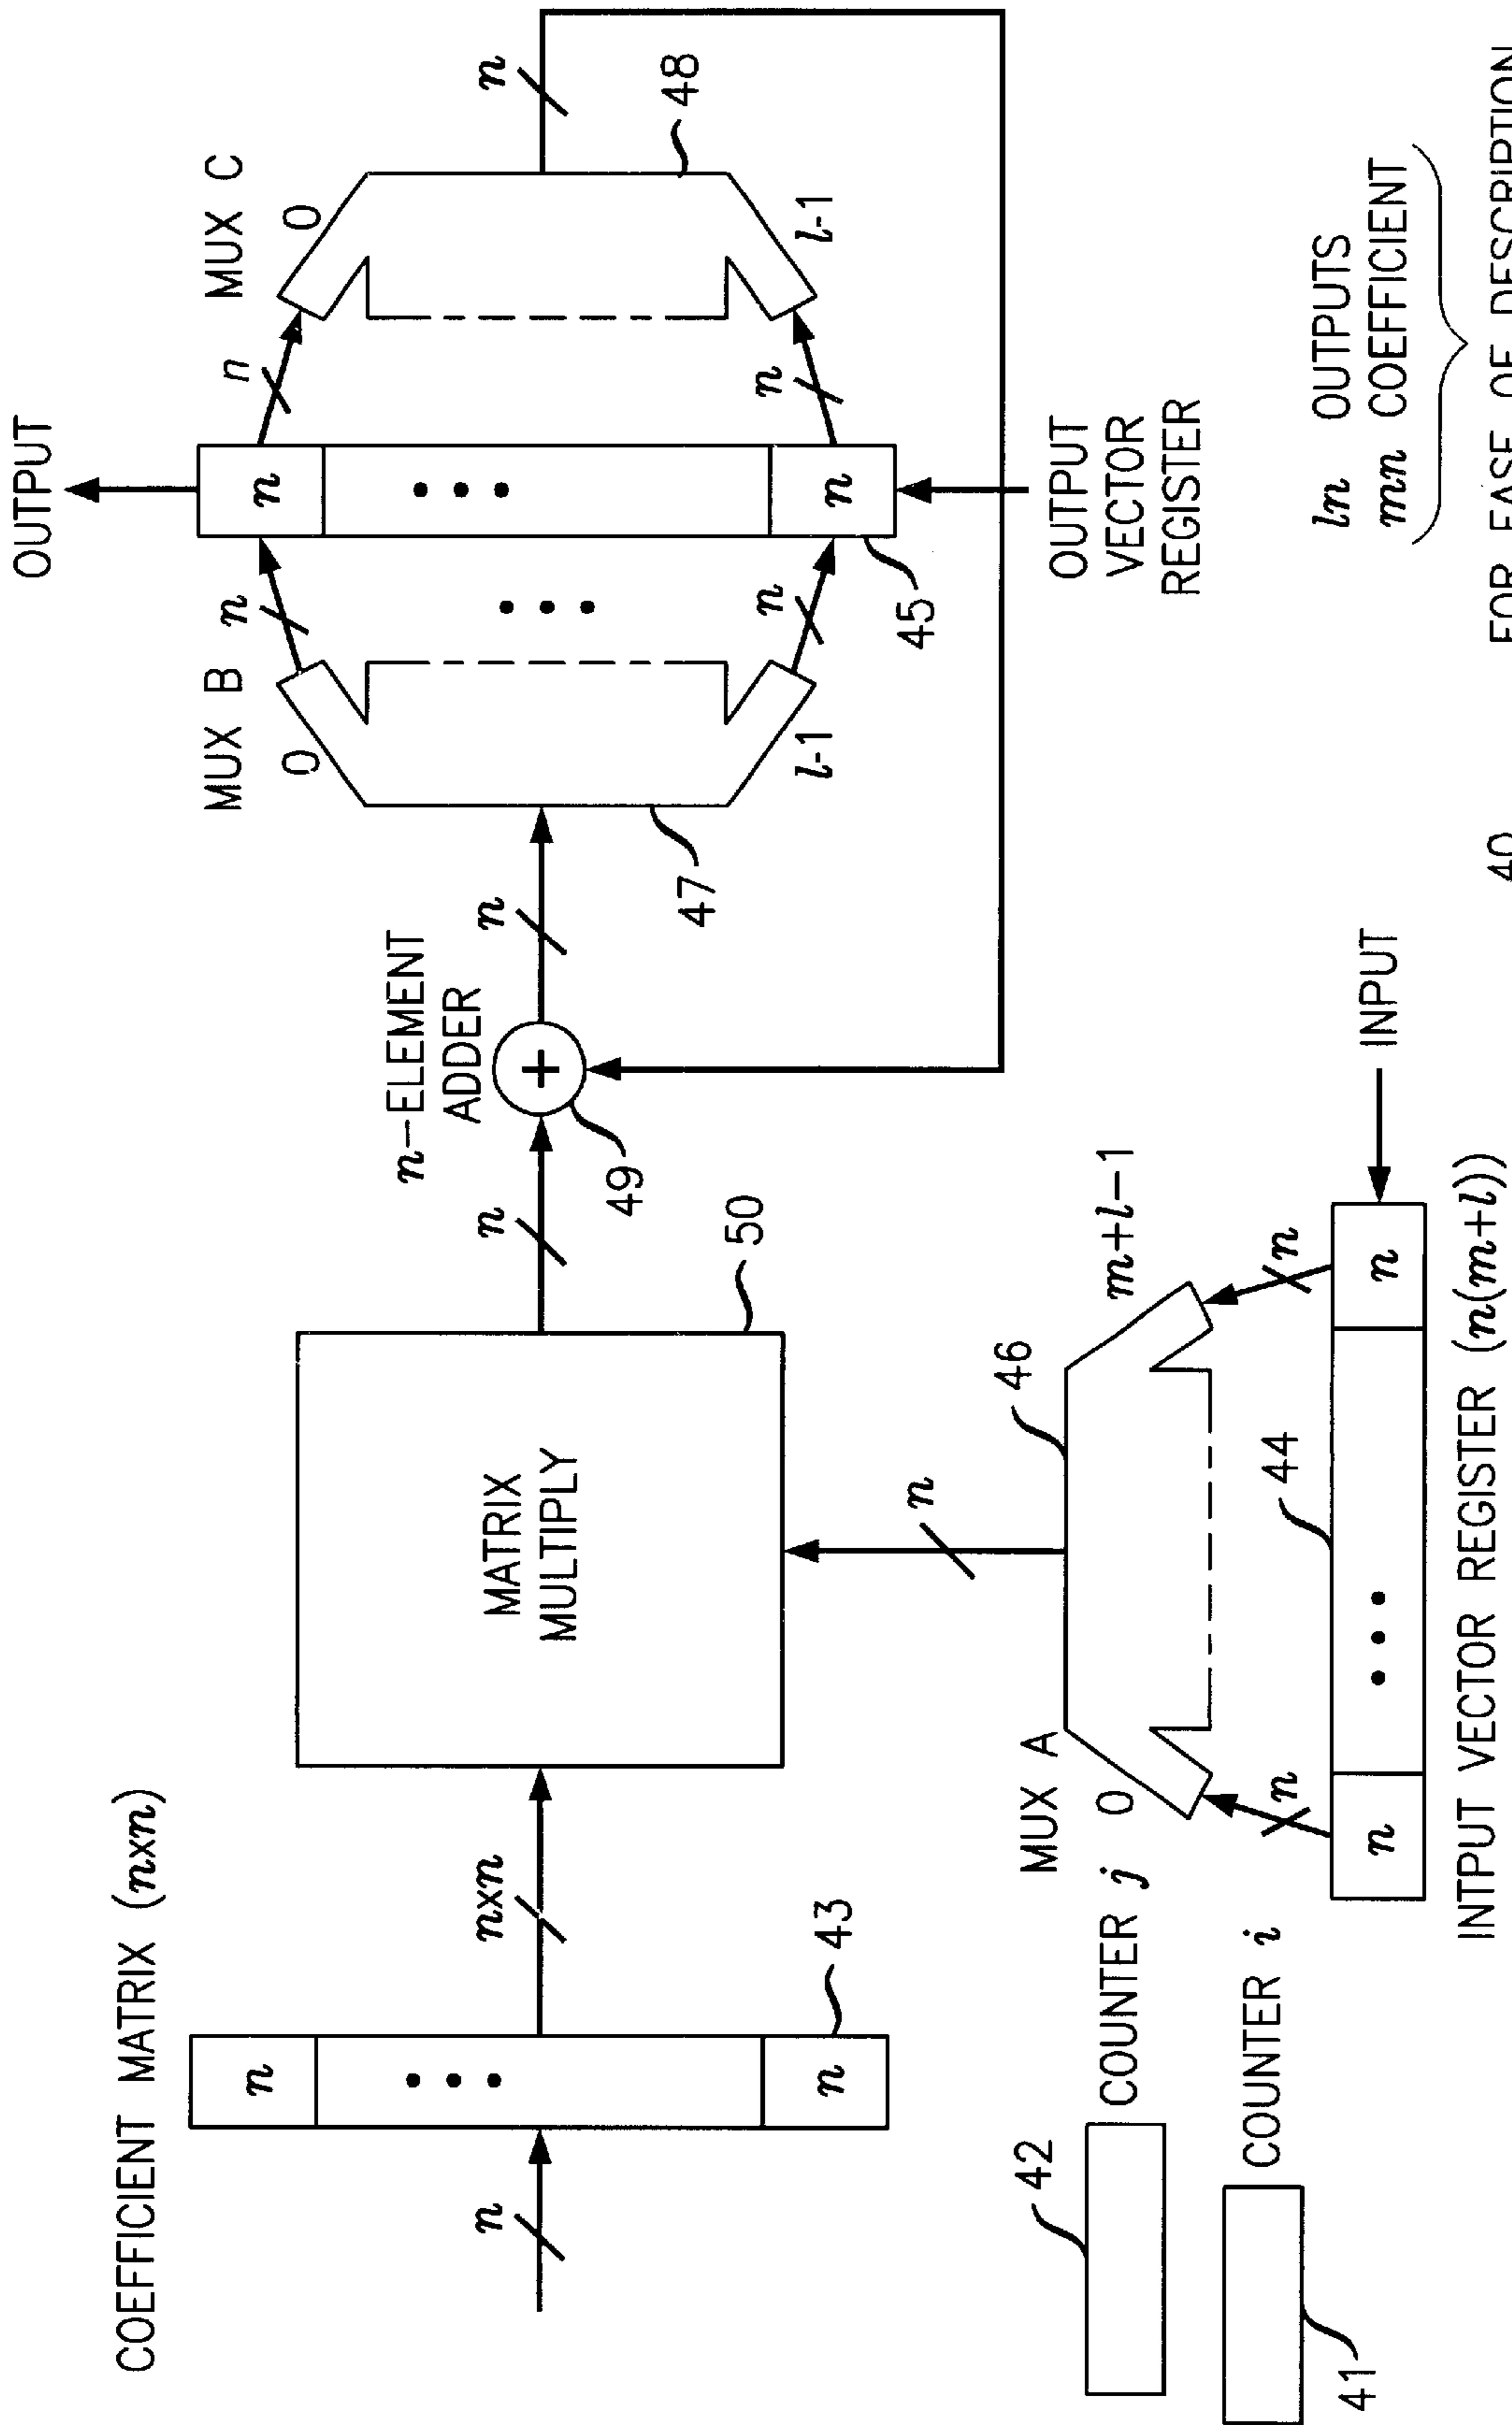 OUTPUT
COEFFICIENT MATRIX (nxn)
MUX B
MUX C
0
0
n
n
n
n
n
n-ELEMENT
ADDER
n
nxn
n
n
n
MATRIX
MULTIPLY
49
47
48
50
n
n
n
n
43
l-1
l-1
45
n
42
COUNTER j
MUX A
0
46
m+l-1
OUTPUT
VECTOR
REGISTER
41
COUNTER i
n
44
n
n
n
INPUT
ln OUTPUTS
mn COEFFICIENT
INTPUT VECTOR REGISTER (n(m+l))
40
FOR EASE OF DESCRIPTION